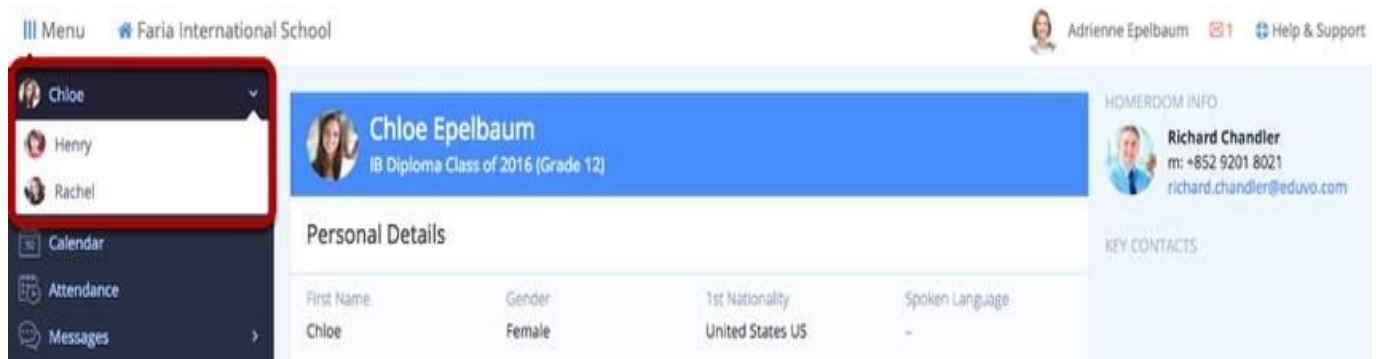 Menu Faria International School Adrienne Epelbaum 1 Help & Support
Chloe
Henry
Rachel
Calendar
Attendance
Messages
Chloe Epelbaum
IB Diploma Class of 2016 (Grade 12)
Personal Details
First Name Gender 1st Nationality Spoken Language
Chloe Female United States US -
HOMEROOM INFO
Richard Chandler
m: +852 9201 8021
richard.chandler@eduvo.com
KEY CONTACTS